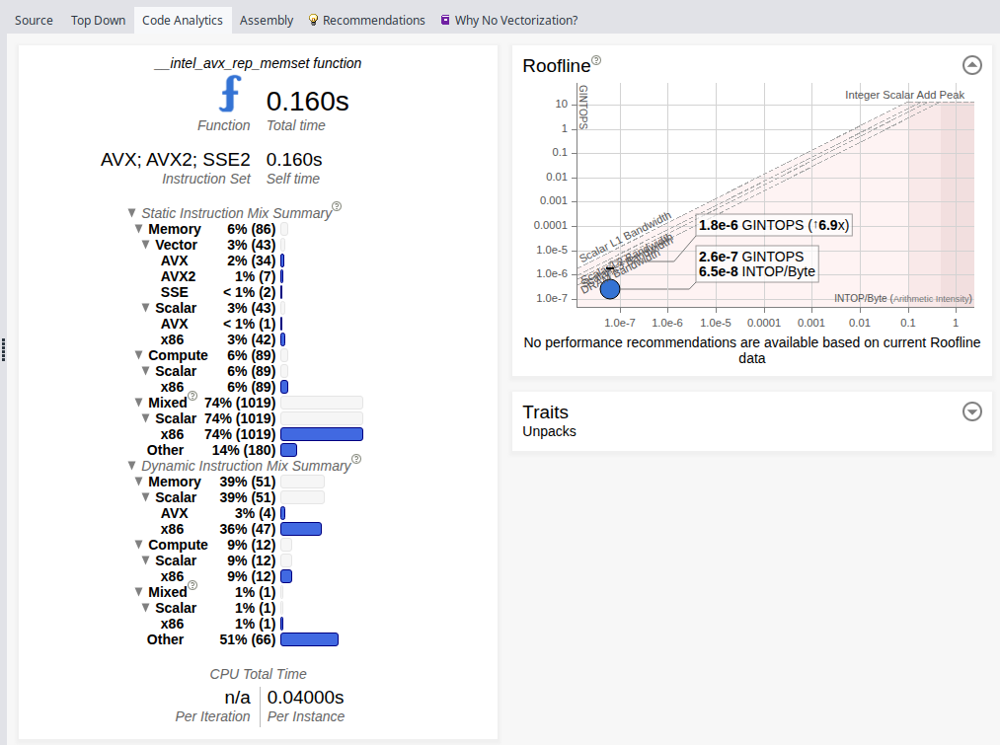 Source Top Down Code Analytics Assembly Recommendations Why No Vectorization?
__intel_avx_rep_memset function
0.160s
Function Total time
AVX; AVX2; SSE2 0.160s
Instruction Set Self time
Static Instruction Mix Summary
Memory 6% (86)
Vector 3% (43)
AVX 2% (34)
AVX2 1% (7)
SSE < 1% (2)
Scalar 3% (43)
AVX < 1% (1)
x86 3% (42)
Compute 6% (89)
Scalar 6% (89)
x86 6% (89)
Mixed 74% (1019)
Scalar 74% (1019)
x86 74% (1019)
Other 14% (180)
Dynamic Instruction Mix Summary
Memory 39% (51)
Scalar 39% (51)
AVX 3% (4)
x86 36% (47)
Compute 9% (12)
Scalar 9% (12)
x86 9% (12)
Mixed 1% (1)
Scalar 1% (1)
x86 1% (1)
Other 51% (66)
CPU Total Time
n/a 0.04000s
Per Iteration Per Instance
Roofline
GINTOPS
Integer Scalar Add Peak
10
1
0.1
0.01
0.001
0.0001
1.0e-5
1.0e-6
1.0e-7
Scalar L1 Bandwidth
DRAM Bandwidth
1.8e-6 GINTOPS (↑6.9x)
2.6e-7 GINTOPS
6.5e-8 INTOP/Byte
INTOP/Byte (Arithmetic Intensity)
1.0e-7 1.0e-6 1.0e-5 0.0001 0.001 0.01 0.1 1
No performance recommendations are available based on current Roofline
data
Traits
Unpacks